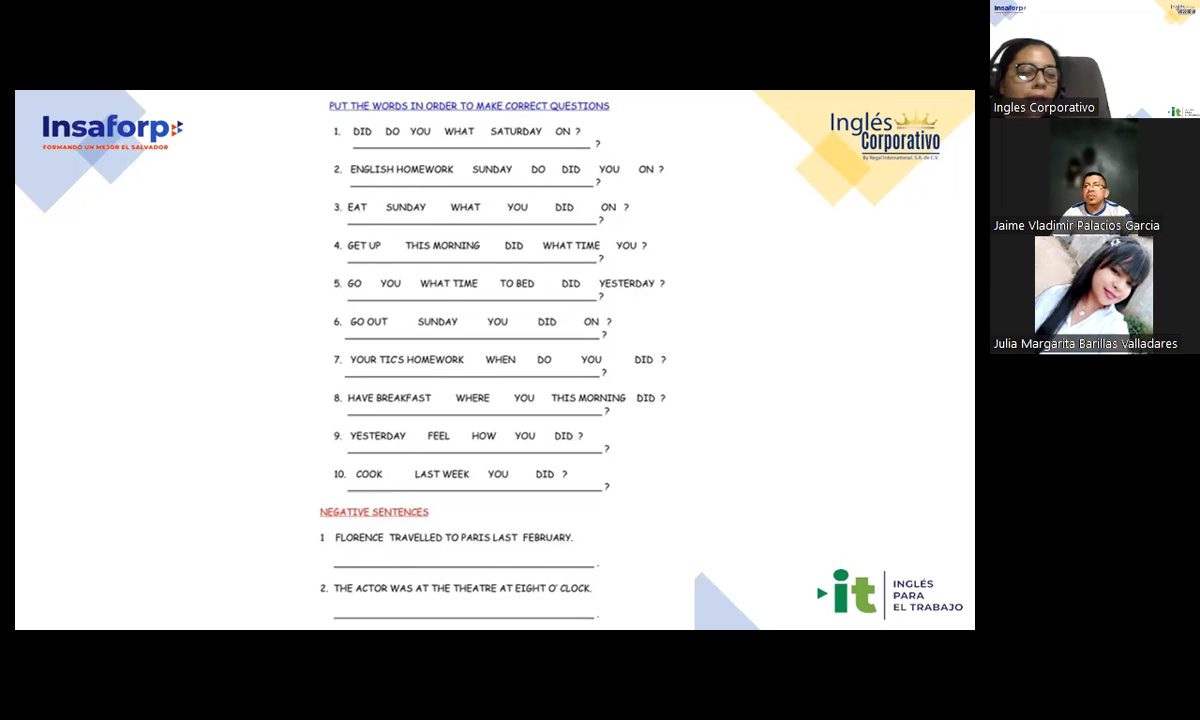 PUT THE WORDS IN ORDER TO MAKE CORRECT QUESTIONS
1. DID DO YOU WHAT SATURDAY ON ?
?
2. ENGLISH HOMEWORK SUNDAY DO DID YOU ON ?
?
3. EAT SUNDAY WHAT YOU DID ON ?
?
4. GET UP THIS MORNING DID WHAT TIME YOU ?
?
5. GO YOU WHAT TIME TO BED DID YESTERDAY ?
?
6. GO OUT SUNDAY YOU DID ON ?
?
7. YOUR TIC'S HOMEWORK WHEN DO YOU DID ?
?
8. HAVE BREAKFAST WHERE YOU THIS MORNING DID ?
?
9. YESTERDAY FEEL HOW YOU DID ?
?
10. COOK LAST WEEK YOU DID ?
?
NEGATIVE SENTENCES
1 FLORENCE TRAVELLED TO PARIS LAST FEBRUARY.
.
2. THE ACTOR WAS AT THE THEATRE AT EIGHT O' CLOCK.
.
Insaforp
FORMANDO UN MEJOR EL SALVADOR
Inglés
Corporativo
By Regal International, S.A. de C.V.
it
INGLÉS
PARA
EL TRABAJO
Insaforp
Ingles Corporativo
Jaime Vladimir Palacios Garcia
Julia Margarita Barillas Valladares